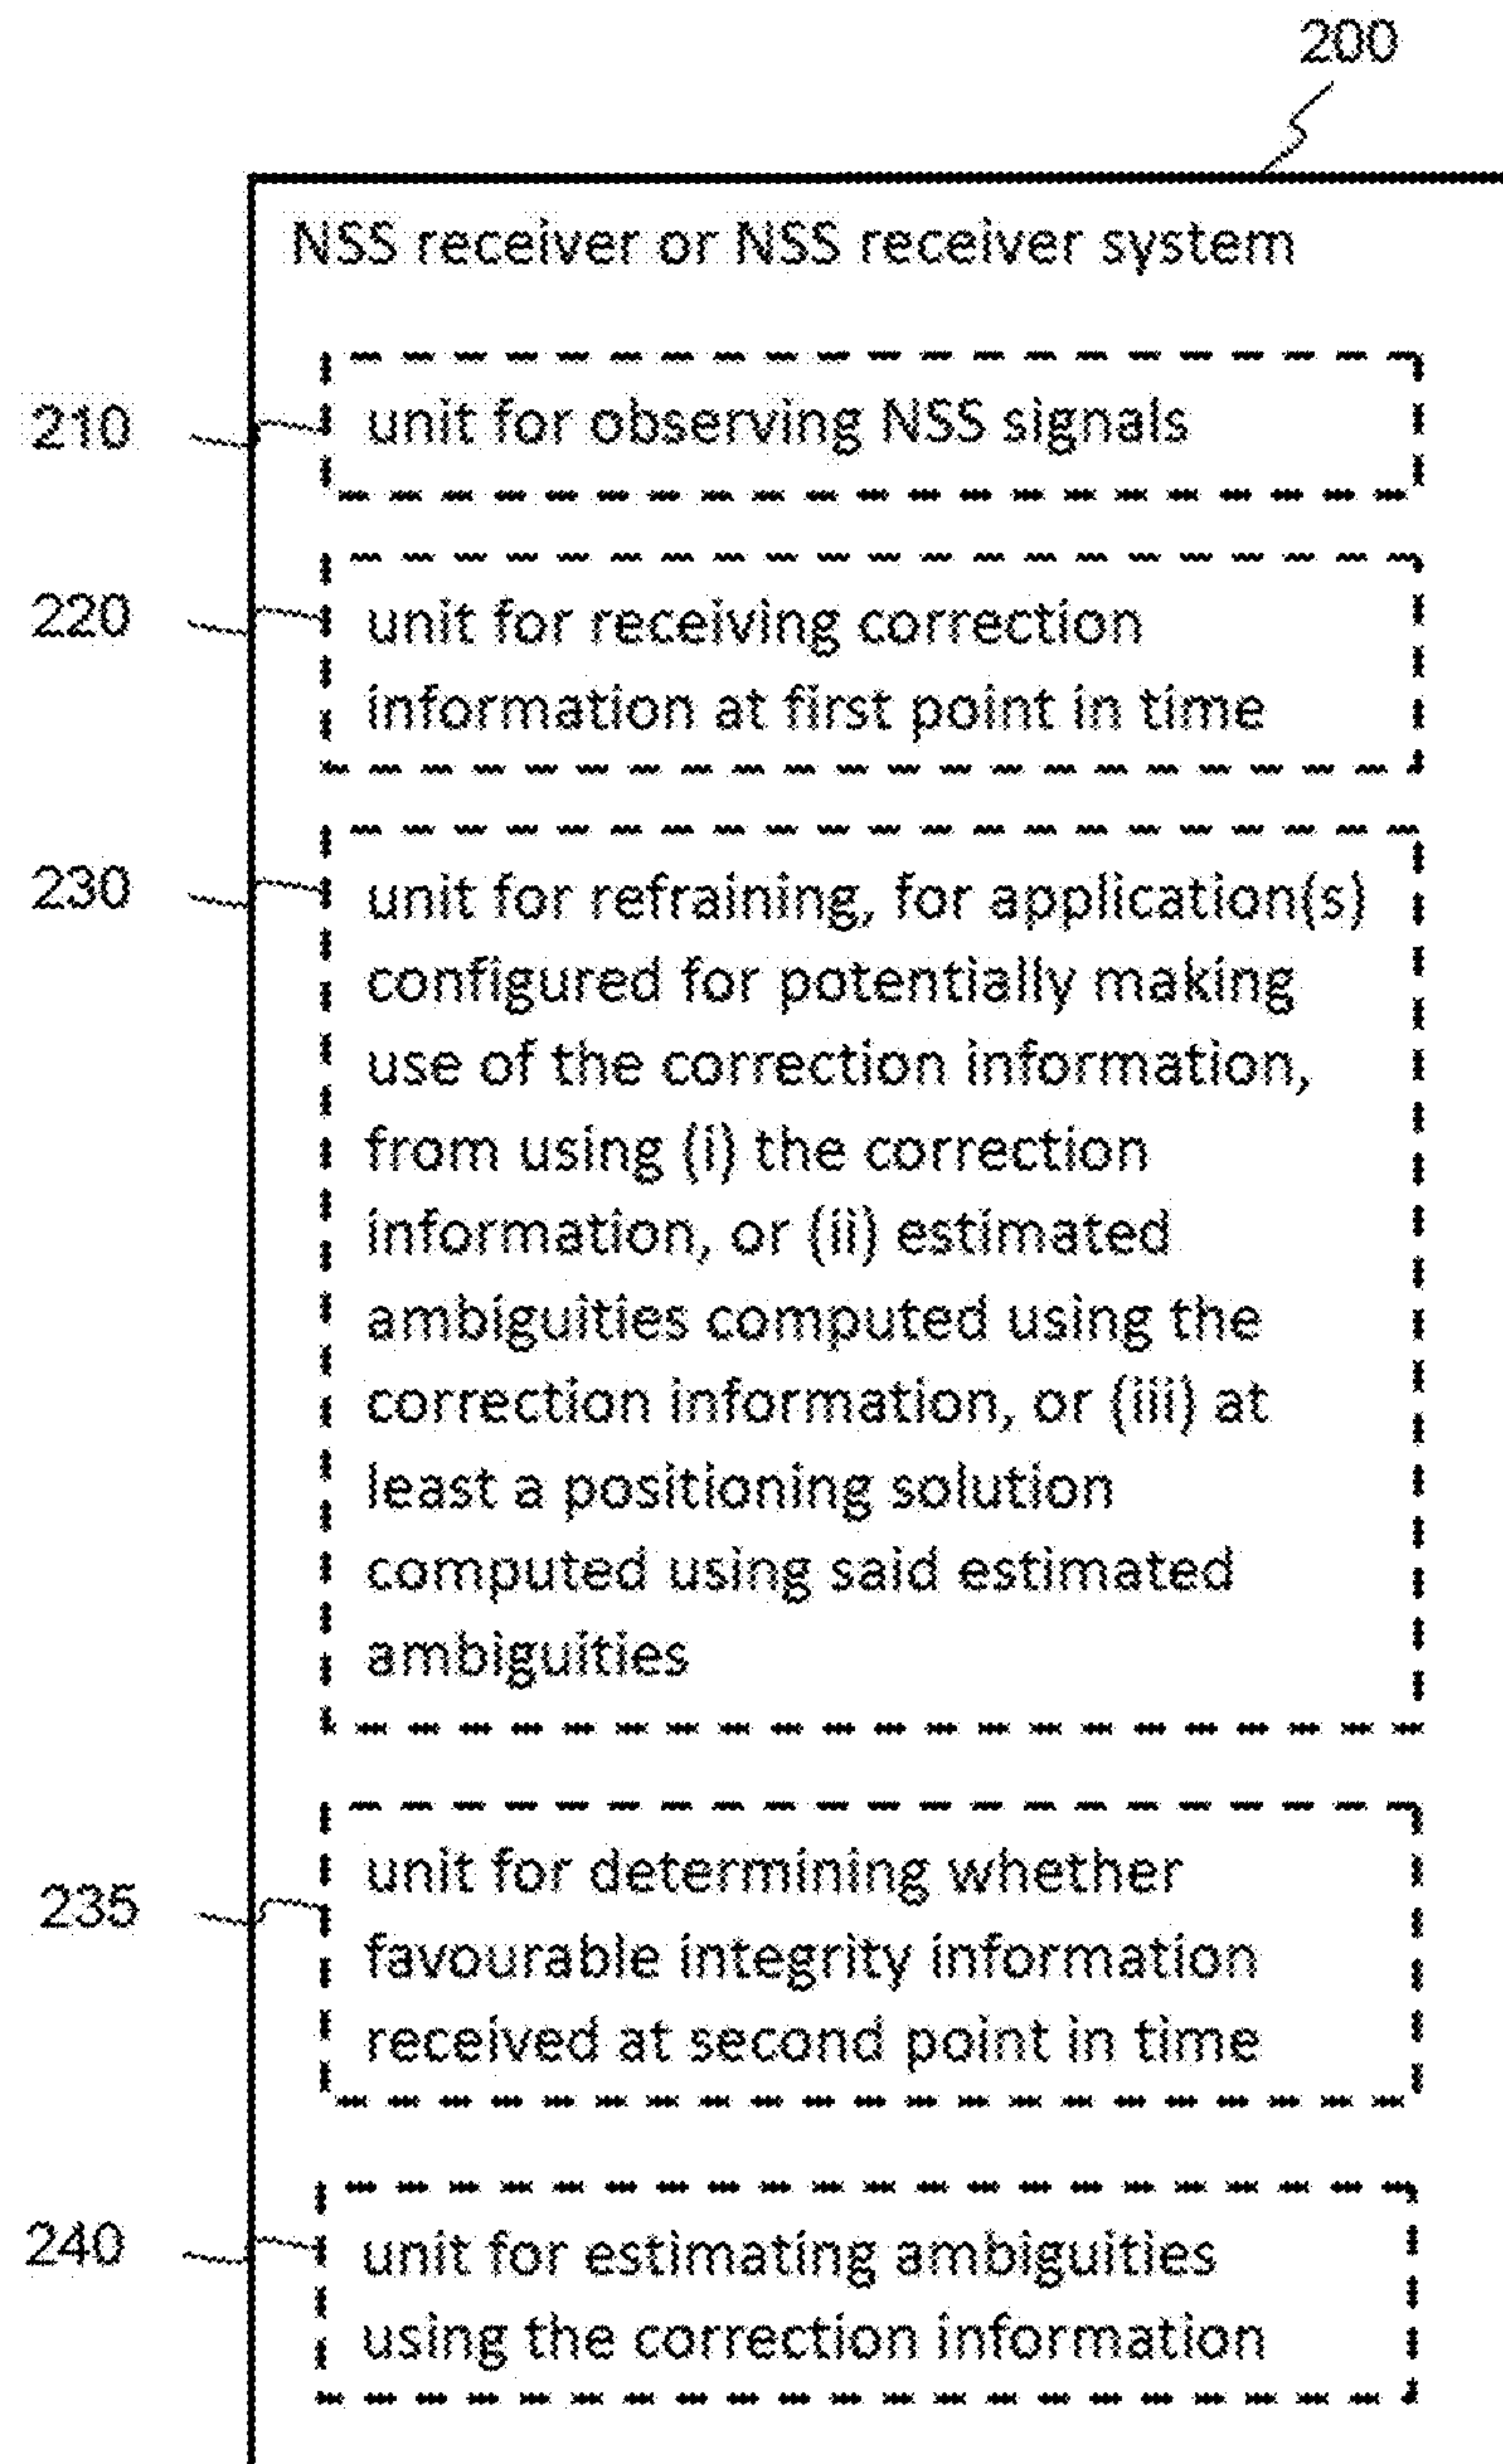 200
NSS receiver or NSS receiver system
210
unit for observing NSS signals
220
unit for receiving correction
information at first point in time
230
unit for refraining, for application(s)
configured for potentially making
use of the correction information,
from using (i) the correction
information, or (ii) estimated
ambiguities computed using the
correction information, or (iii) at
least a positioning solution
computed using said estimated
ambiguities
235
unit for determining whether
favourable integrity information
received at second point in time
240
unit for estimating ambiguities
using the correction information